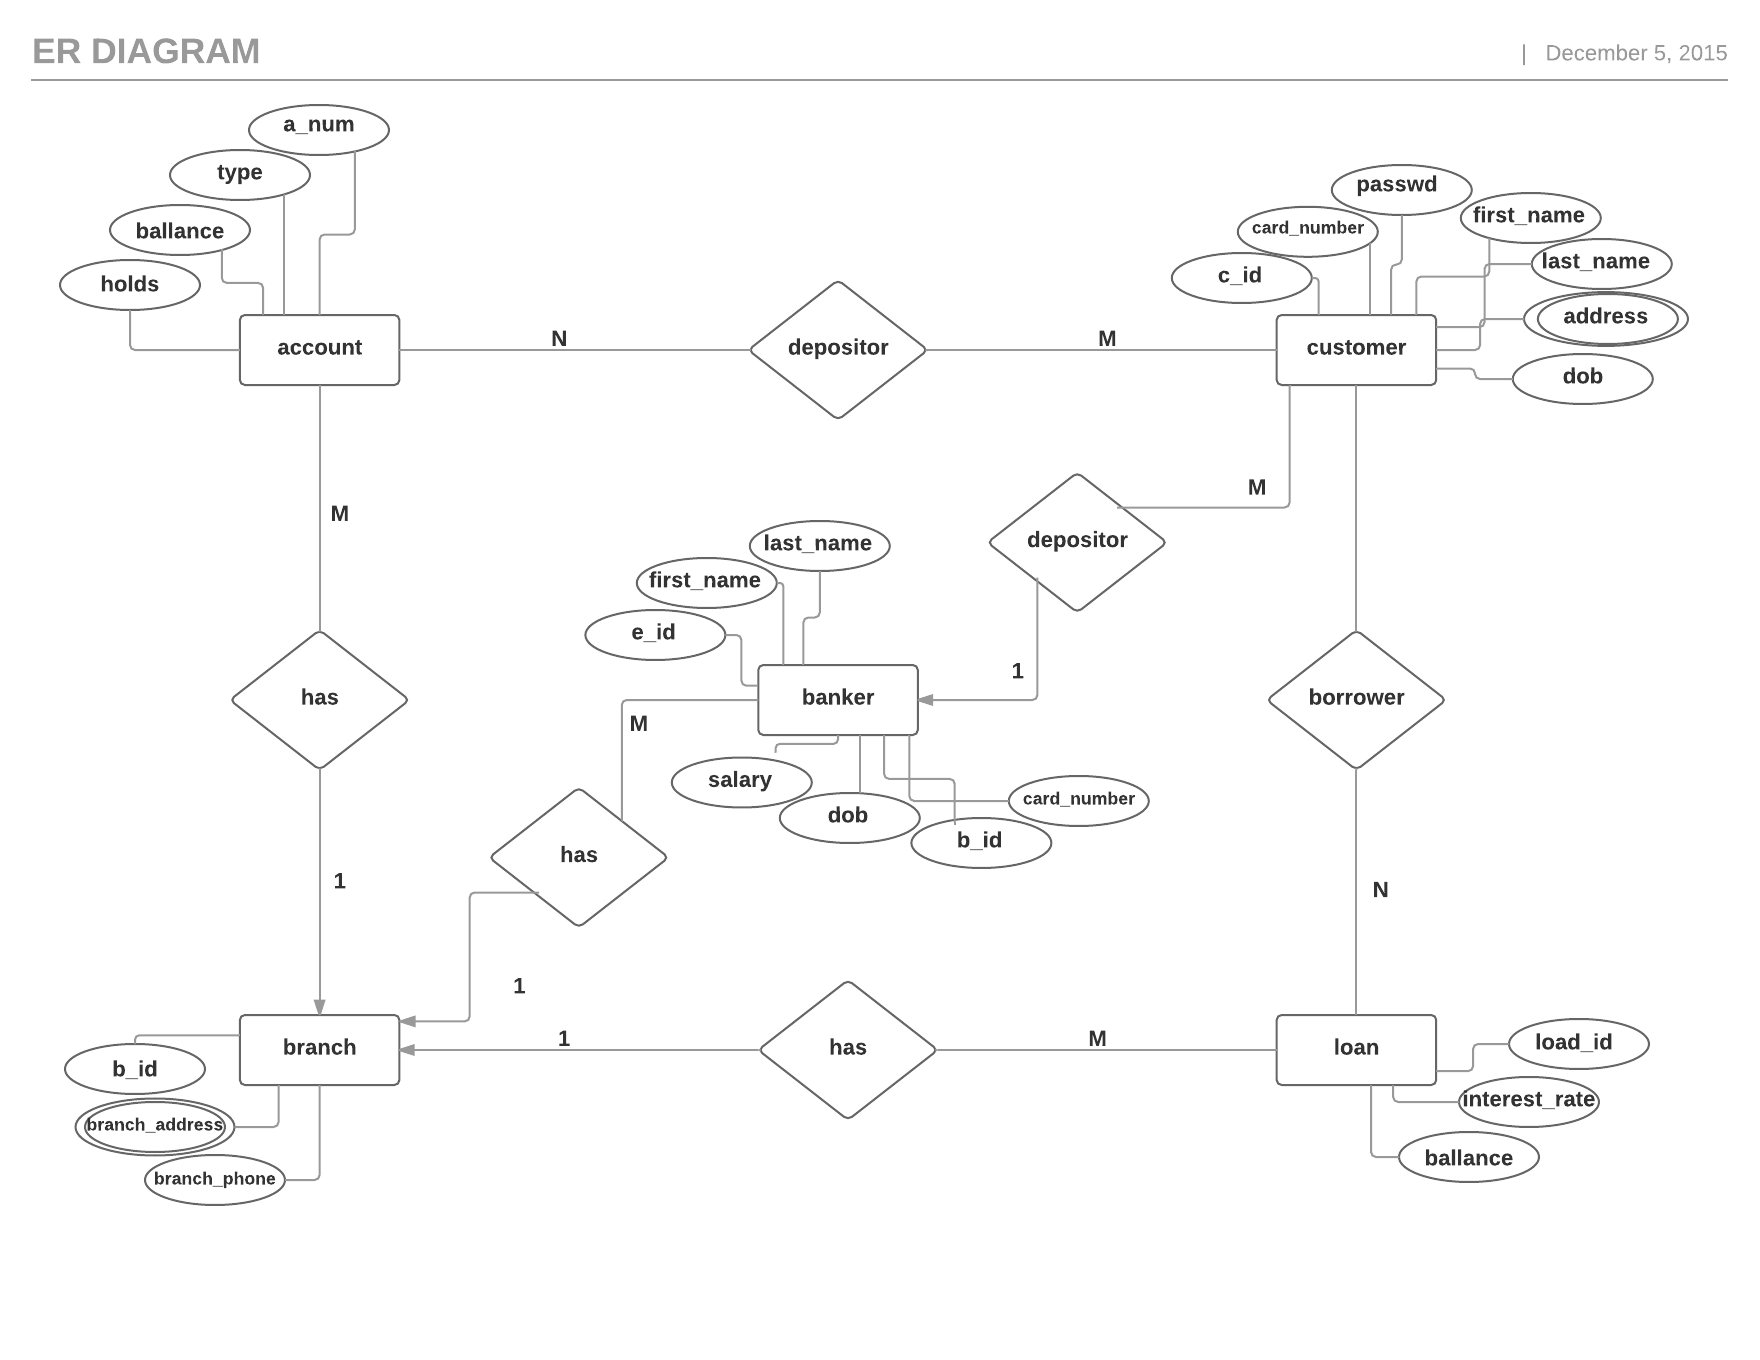 ER DIAGRAM
| December 5, 2015
a_num
type
ballance
holds
account
N
depositor
M
passwd
card_number
first_name
c_id
last_name
address
customer
dob
M
M
depositor
last_name
first_name
e_id
1
has
banker
borrower
M
salary
dob
card_number
b_id
has
1
N
1
1
M
branch
has
loan
load_id
b_id
interest_rate
branch_address
ballance
branch_phone